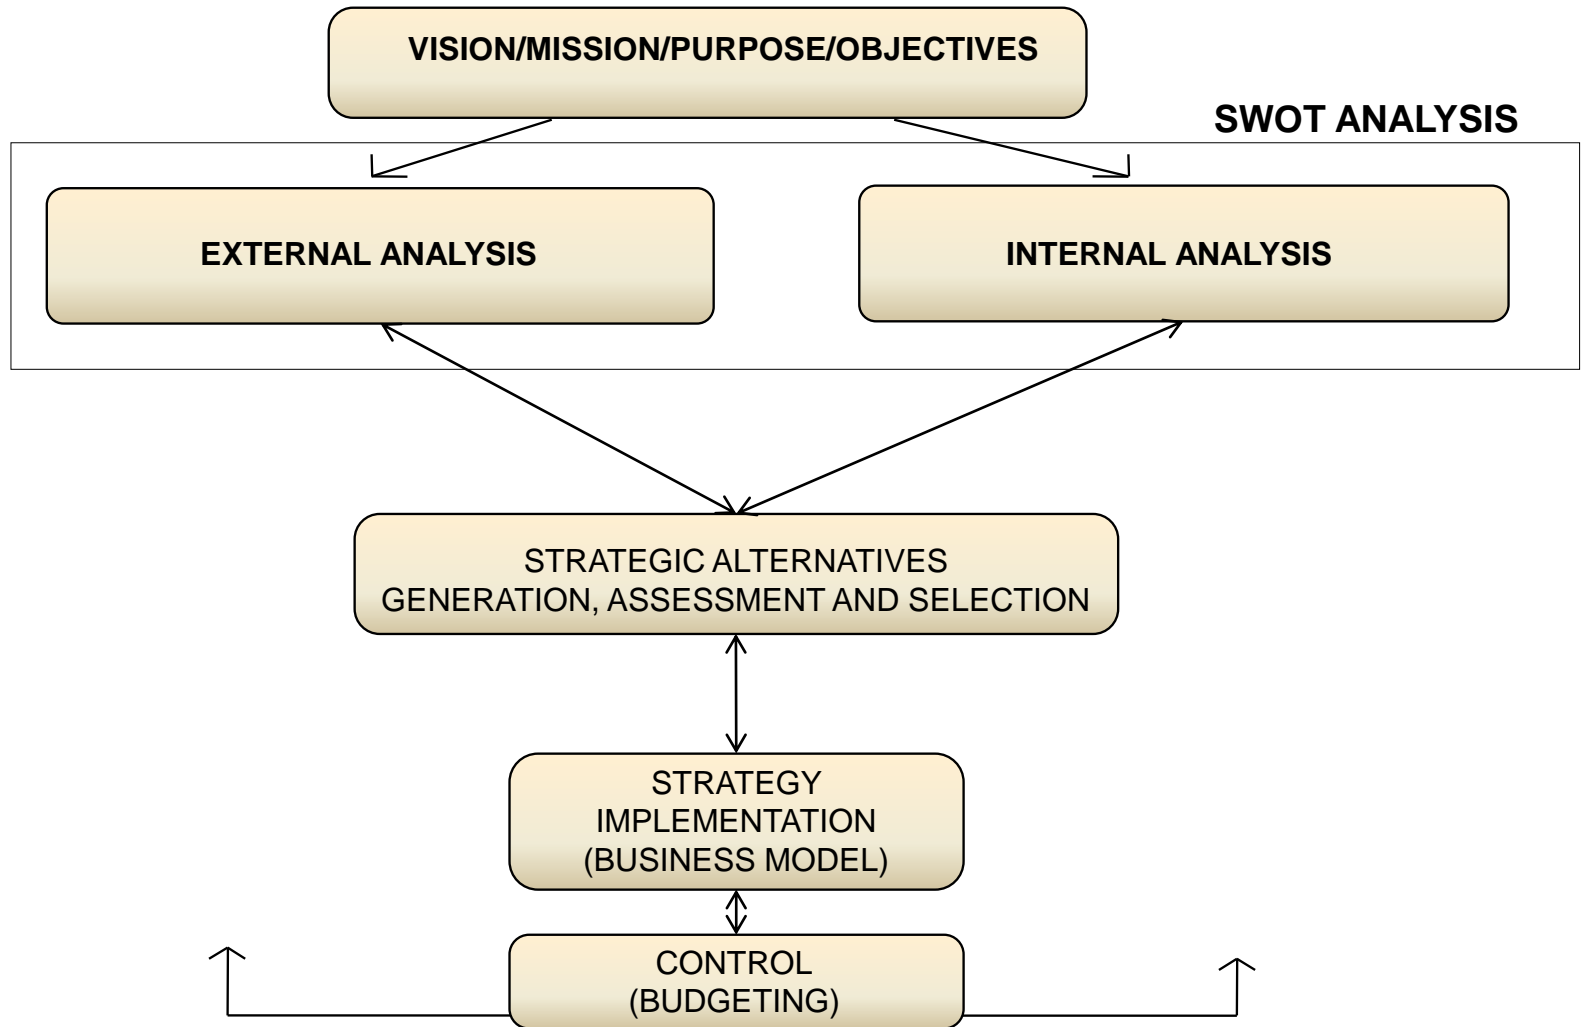 VISION/MISSION/PURPOSE/OBJECTIVES
SWOT ANALYSIS
EXTERNAL ANALYSIS
INTERNAL ANALYSIS
STRATEGIC ALTERNATIVES
GENERATION, ASSESSMENT AND SELECTION
STRATEGY
IMPLEMENTATION
(BUSINESS MODEL)
CONTROL
(BUDGETING)